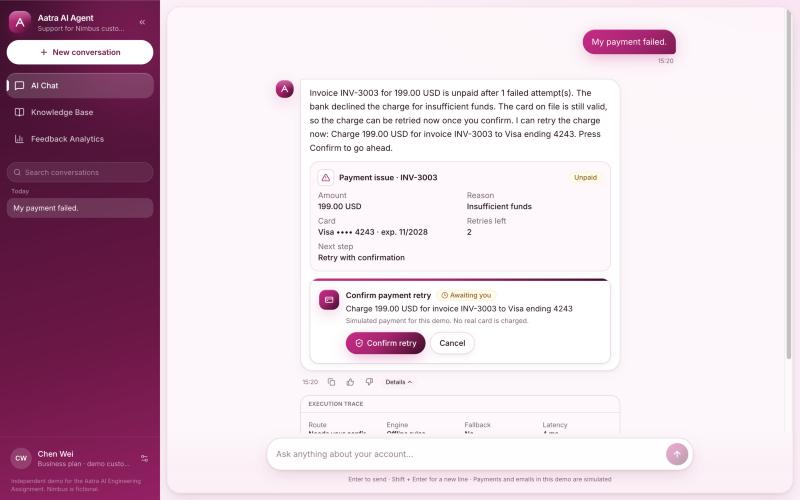 Aatra AI Agent
Support for Nimbus custo...
New conversation
AI Chat
Knowledge Base
Feedback Analytics
Search conversations
Today
My payment failed.
CW
Chen Wei
Business plan · demo custo...
Independent demo for the Aatra AI Engineering
Assignment. Nimbus is fictional.
My payment failed.
15:20
Invoice INV-3003 for 199.00 USD is unpaid after 1 failed attempt(s). The
bank declined the charge for insufficient funds. The card on file is still valid,
so the charge can be retried now once you confirm. I can retry the charge
now: Charge 199.00 USD for invoice INV-3003 to Visa ending 4243. Press
Confirm to go ahead.
Payment issue · INV-3003
Unpaid
Amount
199.00 USD
Reason
Insufficient funds
Card
Visa •••• 4243 · exp. 11/2028
Retries left
2
Next step
Retry with confirmation
Confirm payment retry
Awaiting you
Charge 199.00 USD for invoice INV-3003 to Visa ending 4243
Simulated payment for this demo. No real card is charged.
Confirm retry
Cancel
15:20
Details
EXECUTION TRACE
Route
Engine
Fallback
Latency
Ask anything about your account...
Enter to send · Shift + Enter for a new line · Payments and emails in this demo are simulated